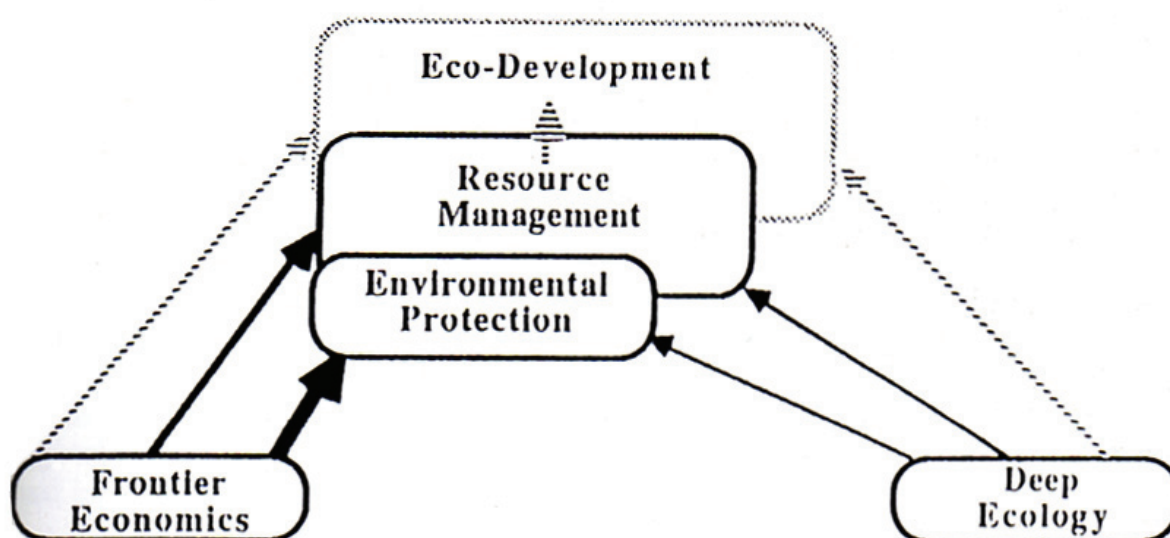 Eco-Development
Resource
Management
Environmental
Protection
Frontier
Economics
Deep
Ecology